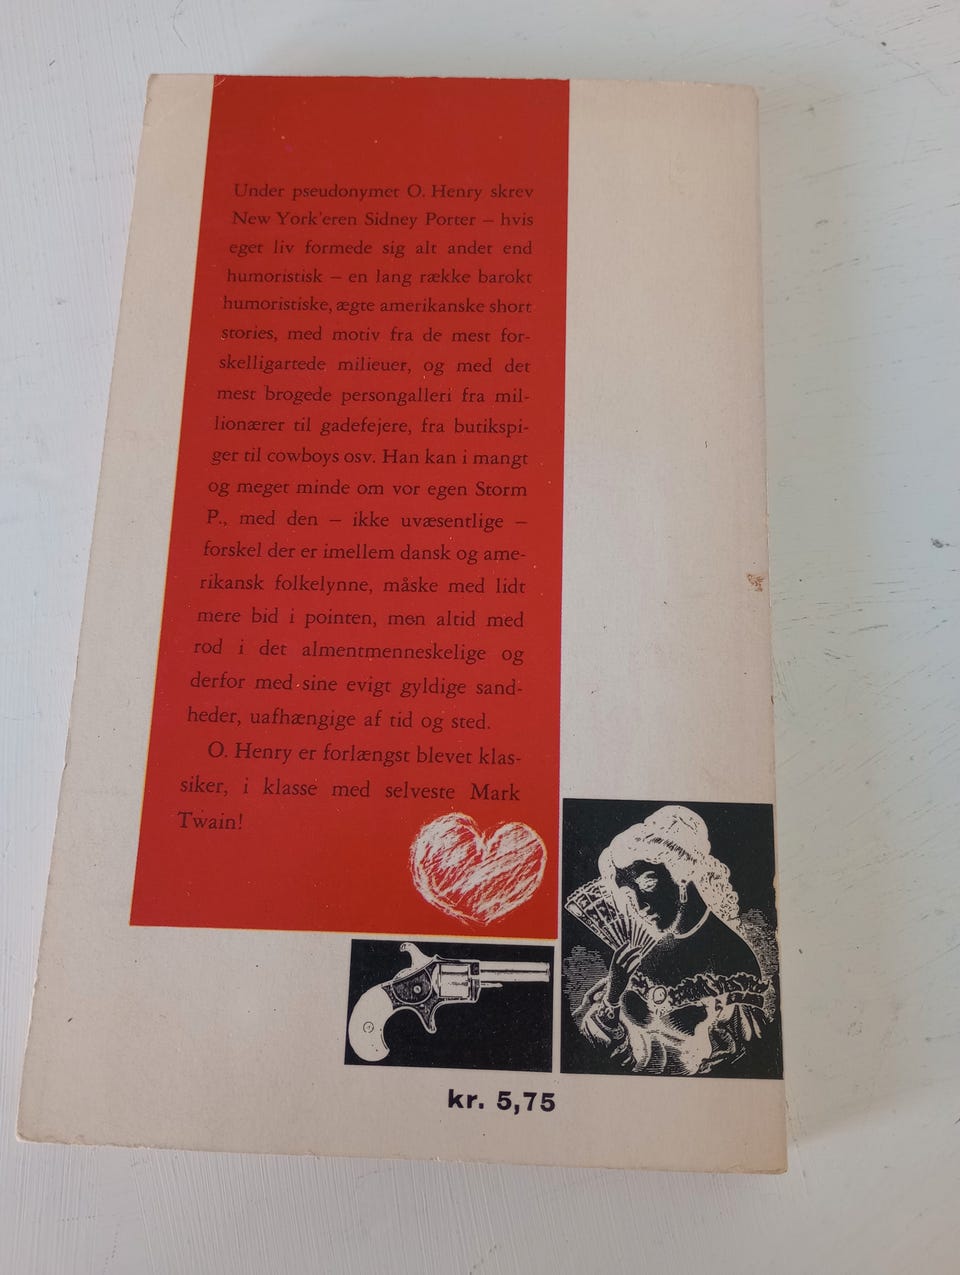 Under pseudonymet O. Henry skrev
New York'eren Sidney Porter – hvis
eget liv formede sig alt andet end
humoristisk – en lang række barokt
humoristiske, ægte amerikanske short
stories, med motiv fra de mest for-
skelligartede milieuer, og med det
mest brogede persongalleri fra mil-
lionærer til gadefejere, fra butikspi-
ger til cowboys osv. Han kan i mangt
og meget minde om vor egen Storm
P., med den – ikke uvæsentlige –
forskel der er imellem dansk og ame-
rikansk folkelynne, måske med lidt
mere bid i pointen, men altid med
rod i det almentmenneskelige og
derfor med sine evigt gyldige sand-
heder, uafhængige af tid og sted.
O. Henry er forlængst blevet klas-
siker, i klasse med selveste Mark
Twain!
kr. 5,75